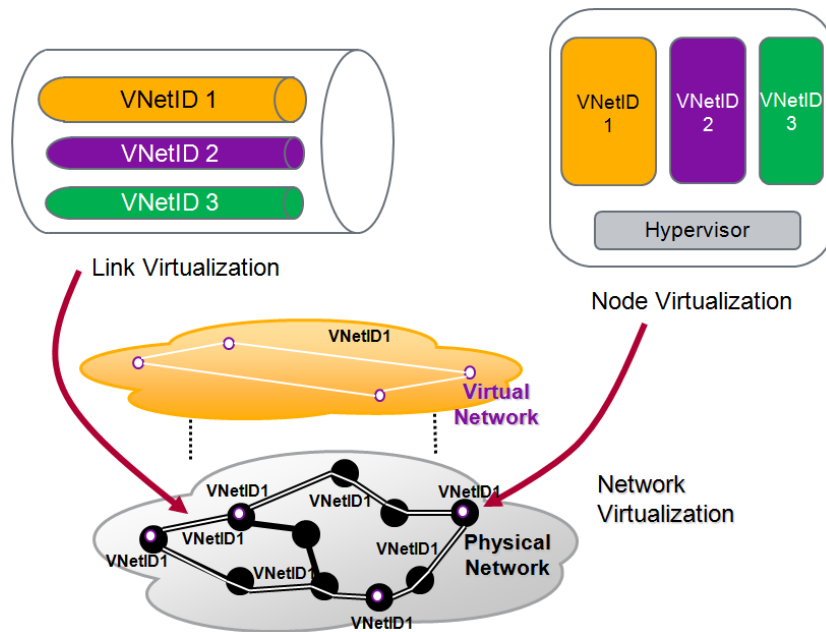 VNetID 1
VNetID 2
VNetID 3
Link Virtualization
VNetID
1
VNetID
2
VNetID
3
Hypervisor
Node Virtualization
VNetID1
Virtual
Network
VNetID1
VNetID1
VNetID1
VNetID1
VNetID1
VNetID1
VNetID1
VNetID1
Physical
Network
Network
Virtualization